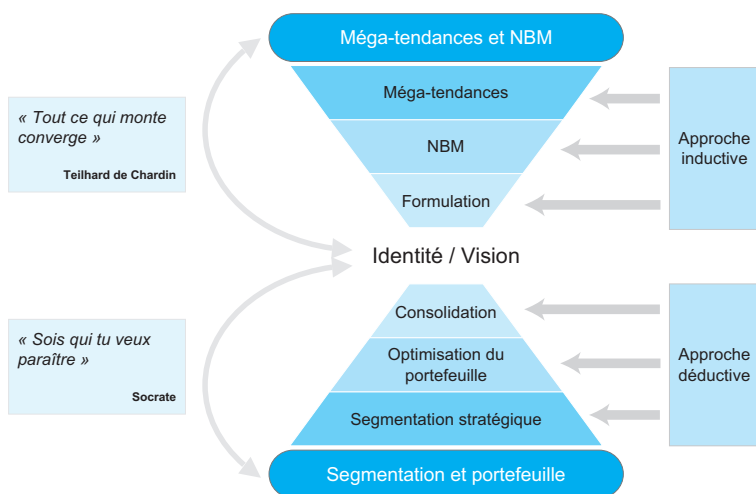 Méga-tendances et NBM
Méga-tendances
NBM
Formulation
« Tout ce qui monte
converge »
Teilhard de Chardin
Approche
inductive
Identité / Vision
Consolidation
Optimisation du
portefeuille
Segmentation stratégique
Segmentation et portefeuille
« Sois qui tu veux
paraître »
Socrate
Approche
déductive